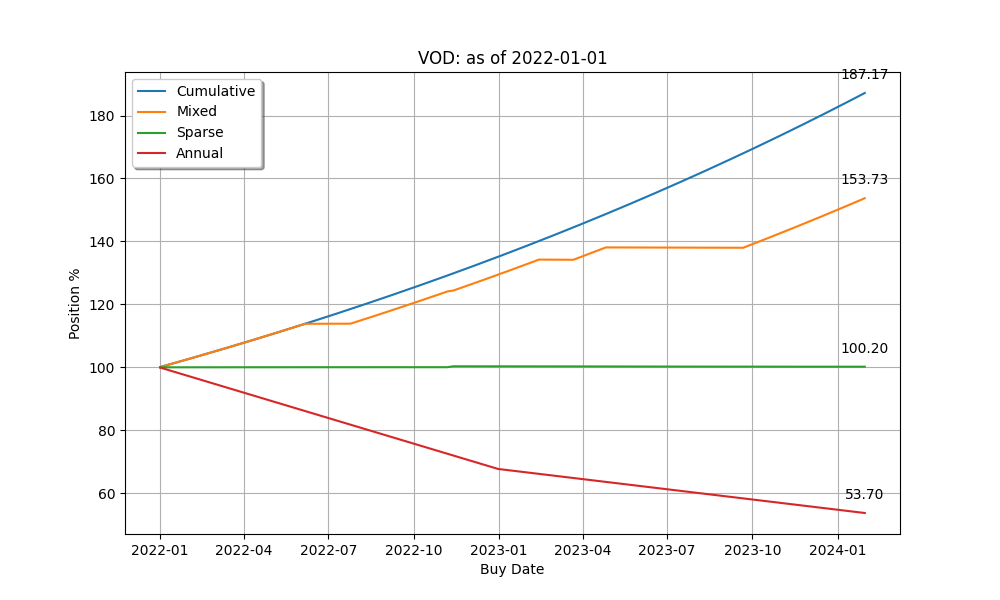 VOD: as of 2022-01-01
187.17
Cumulative
Mixed
Sparse
Annual
180
160
153.73
140
120
100.20
100
80
60
53.70
Position %
2022-01 2022-04 2022-07 2022-10 2023-01 2023-04 2023-07 2023-10 2024-01
Buy Date